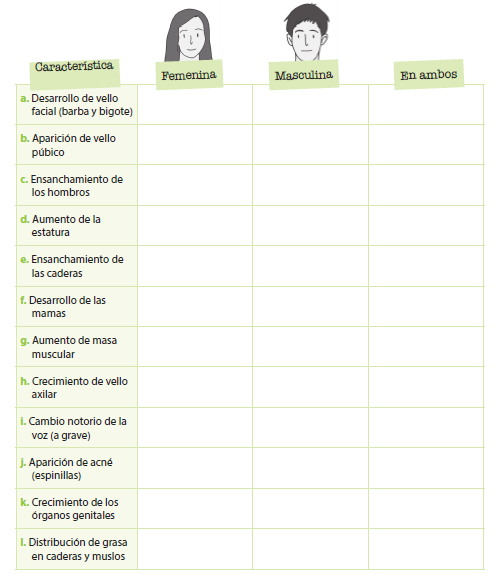 Característica
Femenina
Masculina
En ambos
a. Desarrollo de vello
facial (barba y bigote)
b. Aparición de vello
púbico
c. Ensanchamiento de
los hombros
d. Aumento de la
estatura
e. Ensanchamiento de
las caderas
f. Desarrollo de las
mamas
g. Aumento de masa
muscular
h. Crecimiento de vello
axilar
i. Cambio notorio de la
voz (a grave)
j. Aparición de acné
(espinillas)
k. Crecimiento de los
órganos genitales
l. Distribución de grasa
en caderas y muslos